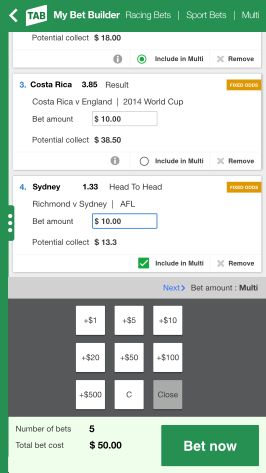 TAB My Bet Builder Racing Bets | Sport Bets | Multi
Potential collect $ 18.00
i Include in Multi Remove
3. Costa Rica 3.85 Result FIXED ODDS
Costa Rica v England | 2014 World Cup
Bet amount $ 10.00
Potential collect $ 38.50
i Include in Multi Remove
4. Sydney 1.33 Head To Head FIXED ODDS
Richmond v Sydney | AFL
Bet amount $ 10.00
Potential collect $ 13.3
Include in Multi Remove
Next Bet amount : Multi
+$1 +$5 +$10
+$20 +$50 +$100
+$500 C Close
Number of bets 5
Total bet cost $ 50.00
Bet now